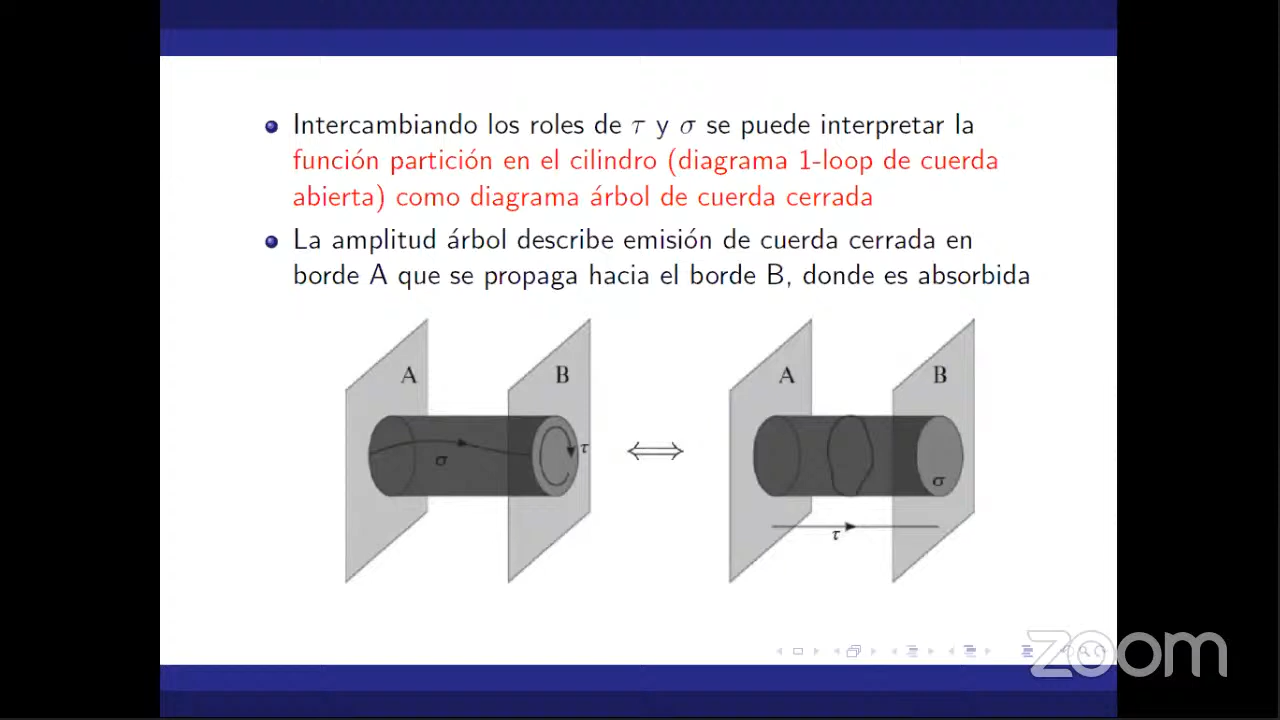 Intercambiando los roles de τ y σ se puede interpretar la
función partición en el cilindro (diagrama 1-loop de cuerda
abierta) como diagrama árbol de cuerda cerrada
La amplitud árbol describe emisión de cuerda cerrada en
borde A que se propaga hacia el borde B, donde es absorbida
A
B
σ
τ
A
B
σ
τ
zoom